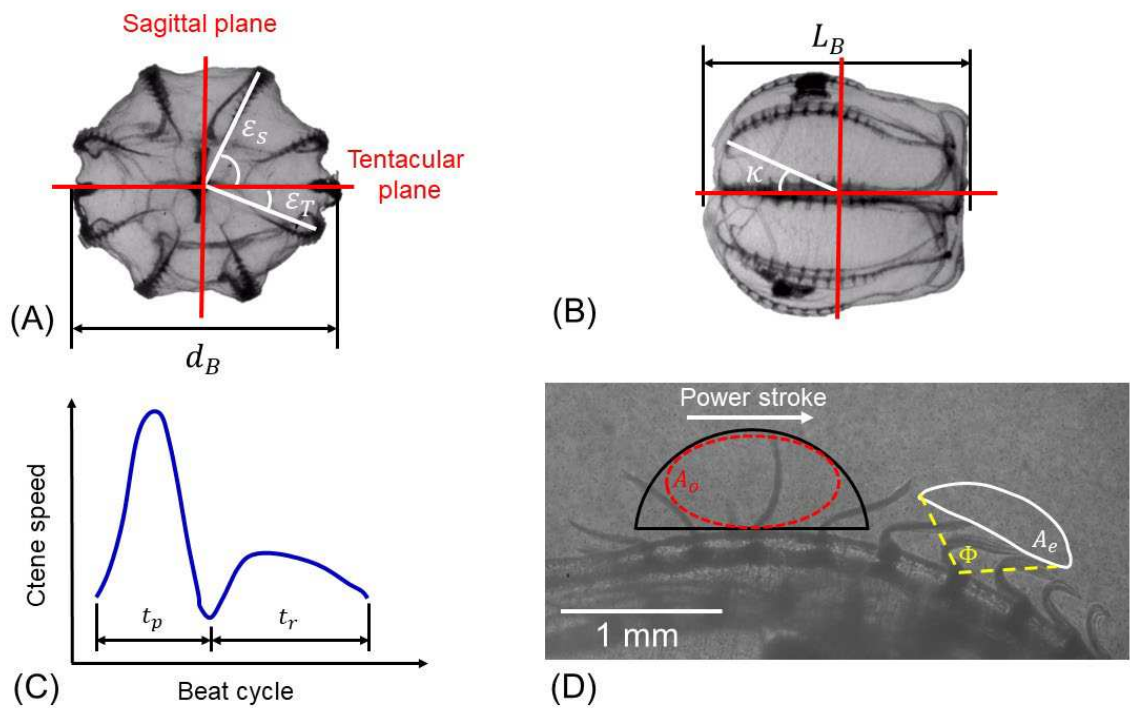 Sagittal plane
ε_S
Tentacular
plane
ε_T
(A)
d_B
L_B
κ
(B)
Ctene speed
t_p
t_r
(C)
Beat cycle
Power stroke
A_o
A_e
Φ
1 mm
(D)